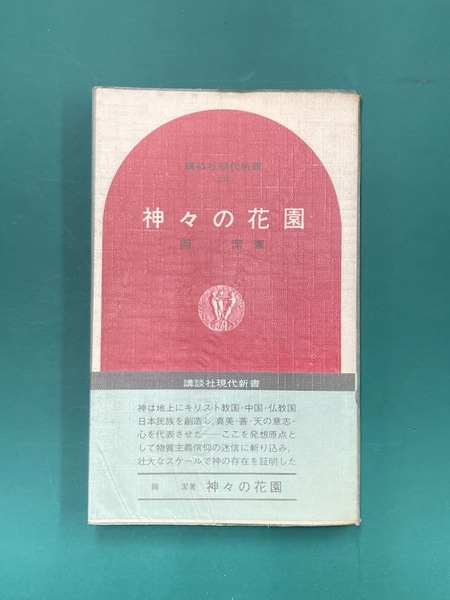 講談社現代新書
神々の花園
岡 潔著
講談社現代新書
神は地上にキリスト教国・中国・仏教国
日本民族を創造し、真美・善・天の意志・
心を代表させた——ここを発想原点と
して物質主義信仰の迷信に斬り込み、
壮大なスケールで神の存在を証明した
岡 潔著 神々の花園